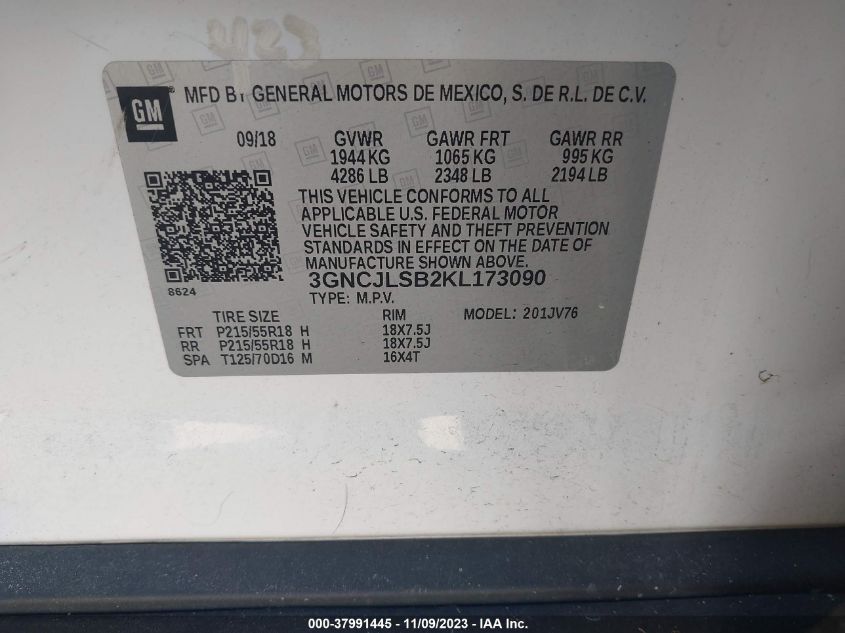 433
GM
MFD BY GENERAL MOTORS DE MEXICO, S. DE R.L. DE C.V.
09/18 GVWR GAWR FRT GAWR RR
1944 KG 1065 KG 995 KG
4286 LB 2348 LB 2194 LB
THIS VEHICLE CONFORMS TO ALL
APPLICABLE U.S. FEDERAL MOTOR
VEHICLE SAFETY AND THEFT PREVENTION
STANDARDS IN EFFECT ON THE DATE OF
MANUFACTURE SHOWN ABOVE.
8624
3GNCJLSB2KL173090
TYPE: M.P.V.
TIRE SIZE RIM MODEL: 201JV76
FRT P215/55R18 H 18X7.5J
RR P215/55R18 H 18X7.5J
SPA T125/70D16 M 16X4T
000-37991445 - 11/09/2023 - IAA Inc.